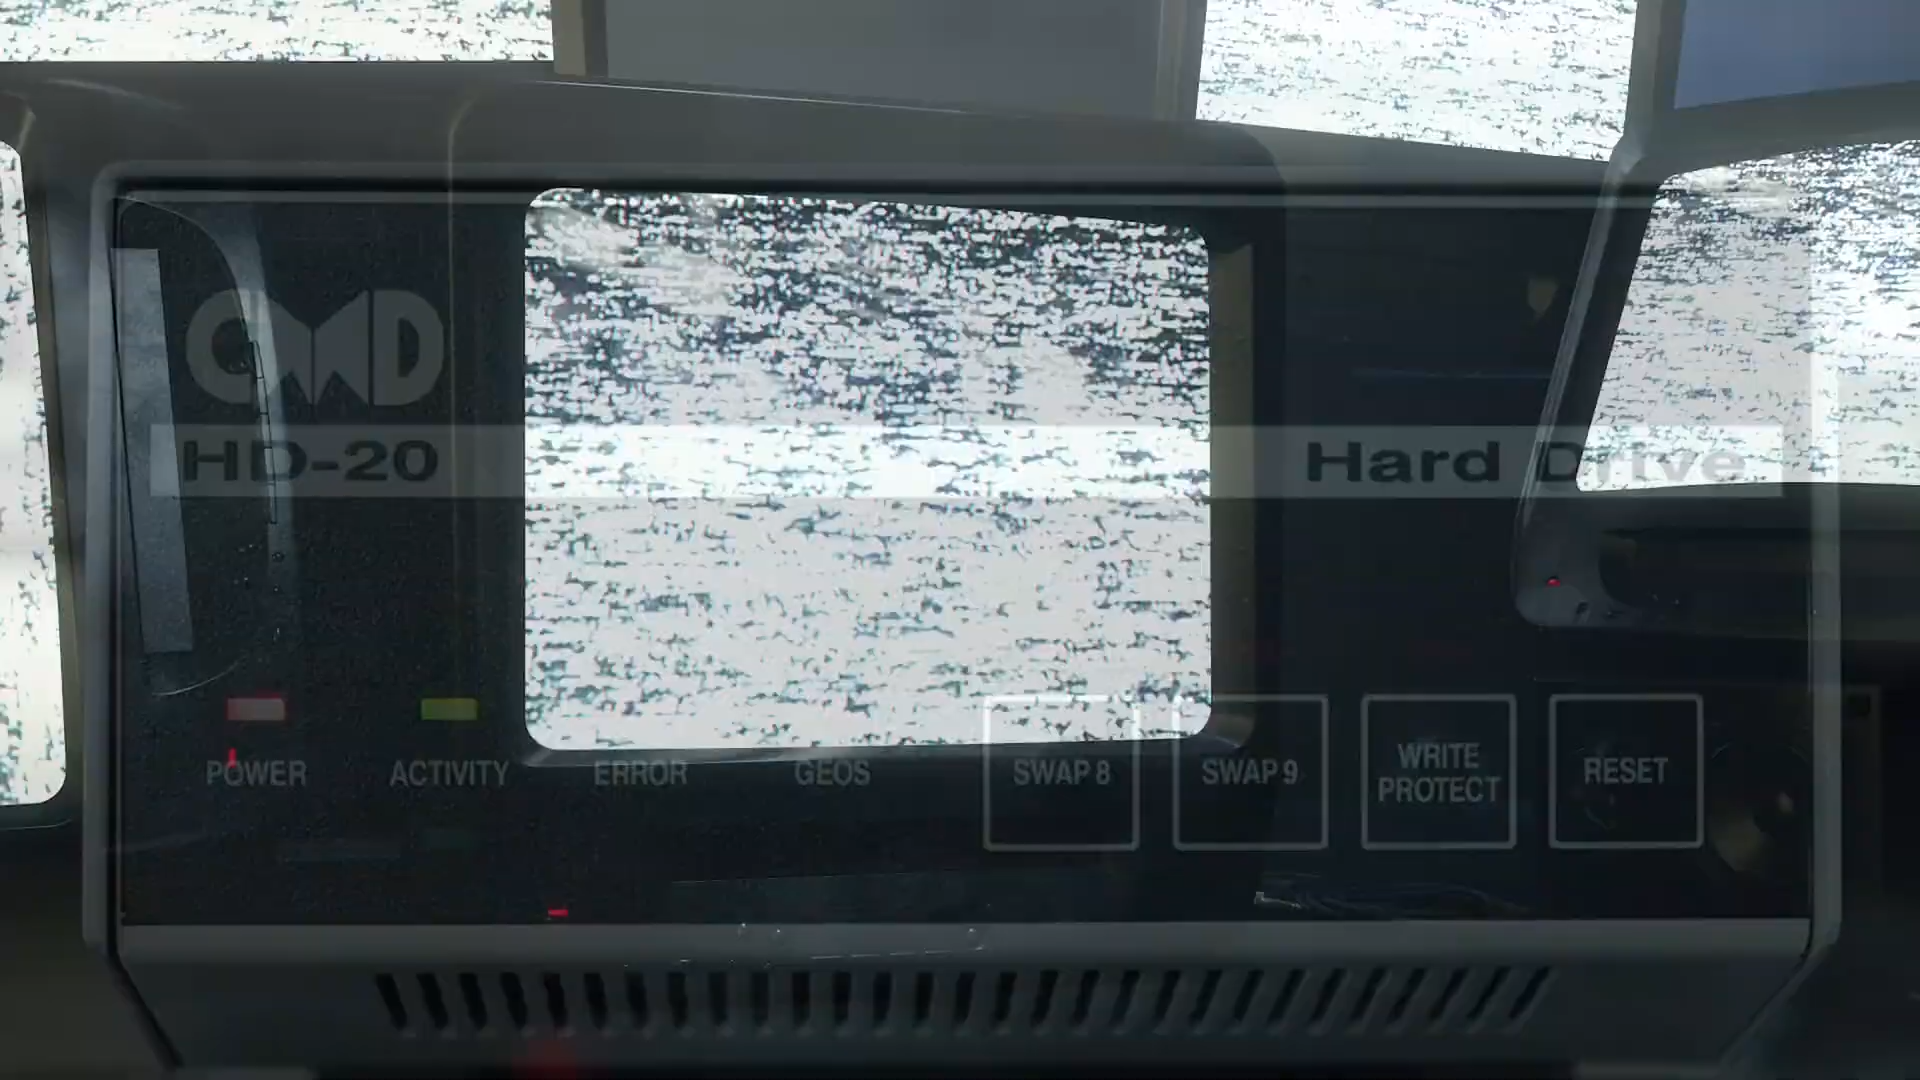 CMD
HD-20 Hard Drive
POWER ACTIVITY ERROR GEOS SWAP 8 SWAP 9 WRITE PROTECT RESET